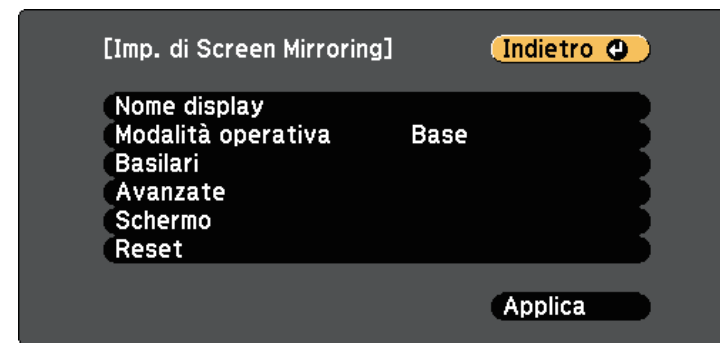 [Imp. di Screen Mirroring] Indietro
Nome display
Modalità operativa Base
Basilari
Avanzate
Schermo
Reset
Applica